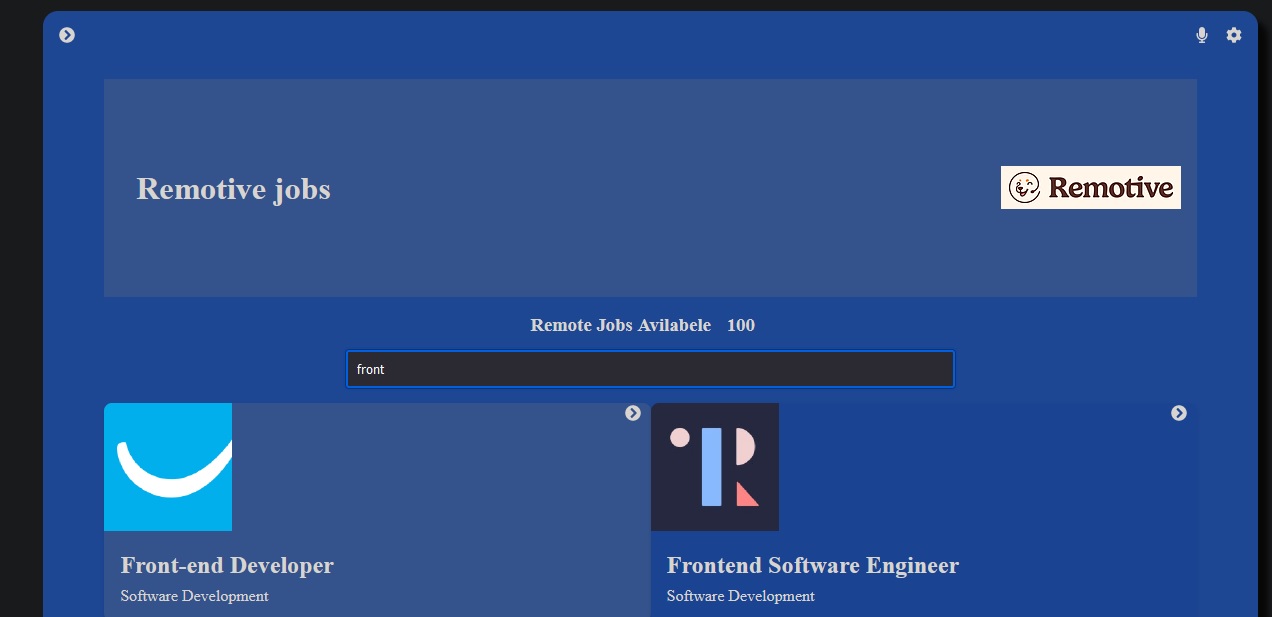 Remotive jobs
Remotive
Remote Jobs Avilabele 100
front
Front-end Developer
Software Development
Frontend Software Engineer
Software Development